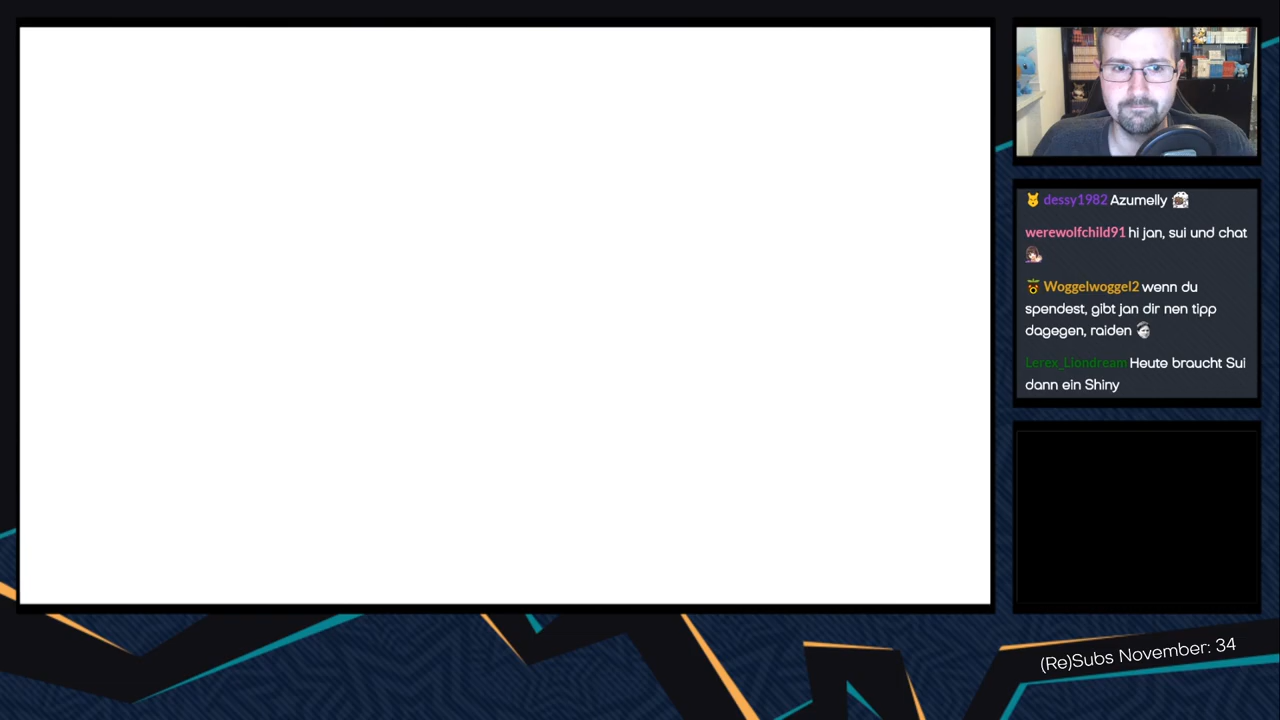 dessy1982 Azumelly
werewolfchild91 hi jan, sui und chat
Woggelwoggel2 wenn du
spendest, gibt jan dir nen tipp
dagegen, raiden
Lerex_Liondream Heute braucht Sui
dann ein Shiny
(Re)Subs November: 34